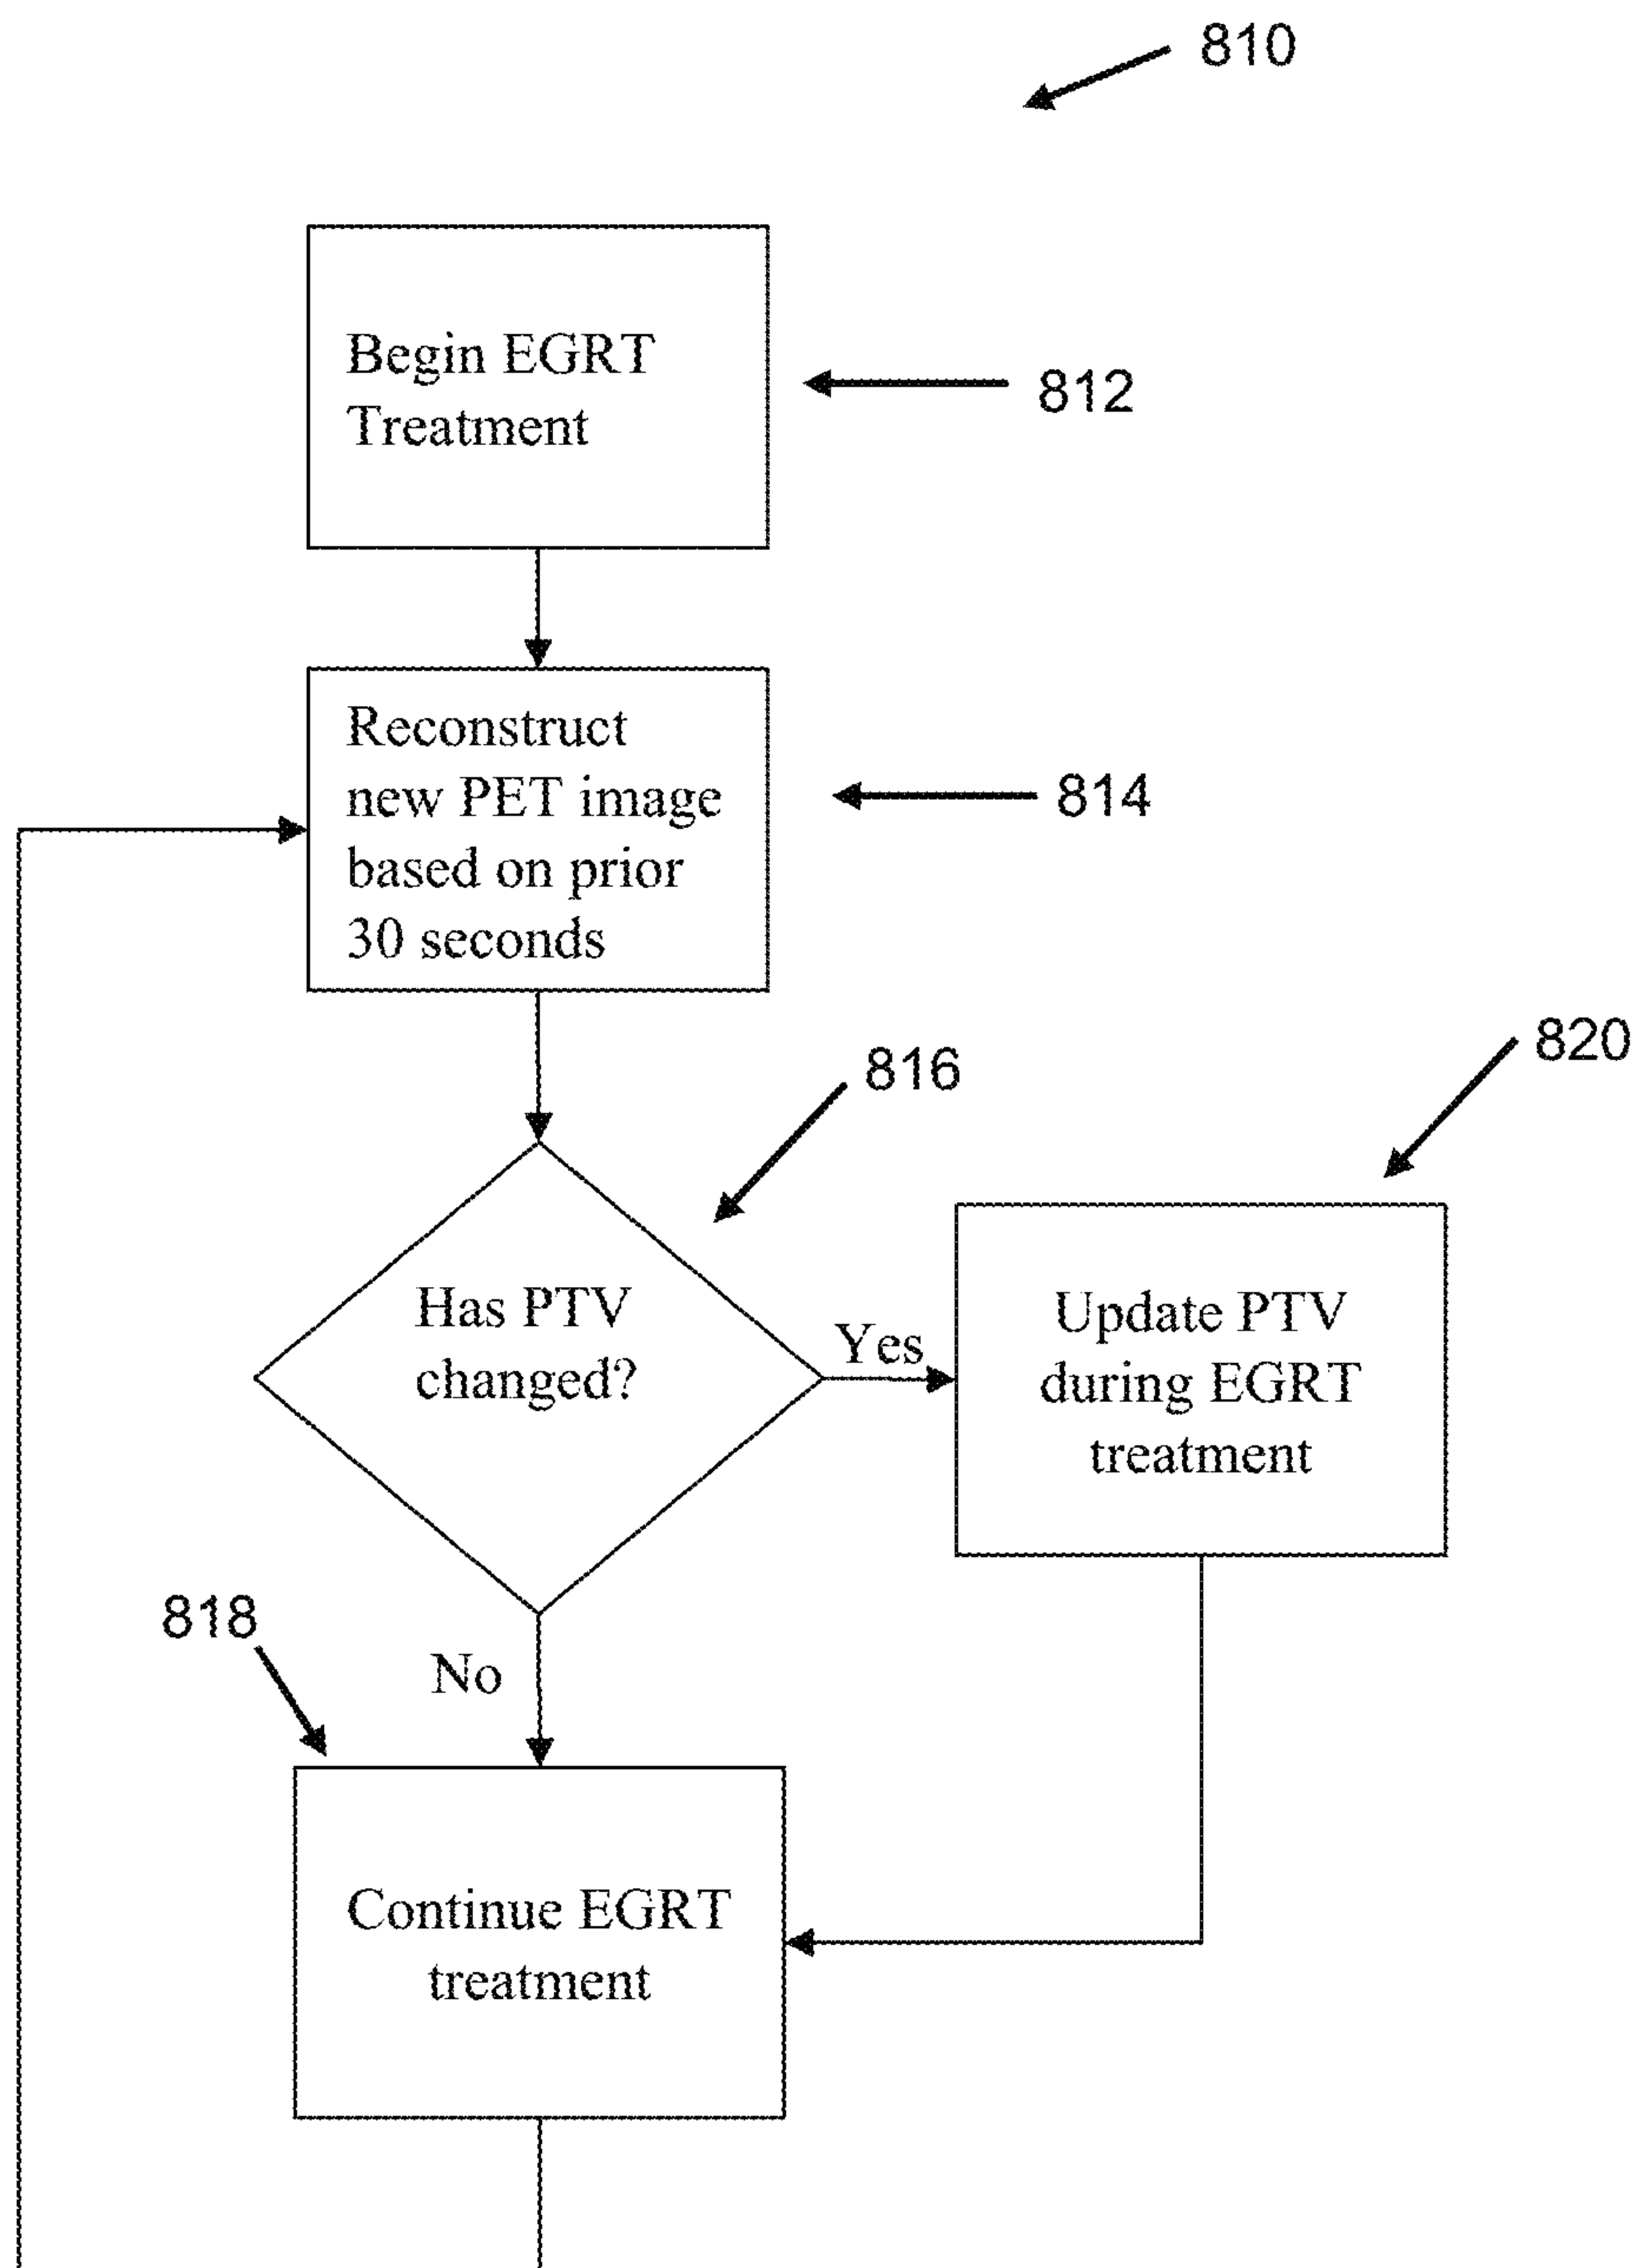 810
Begin EGRT
Treatment
812
Reconstruct
new PET image
based on prior
30 seconds
814
816
820
Has PTV
changed?
Yes
Update PTV
during EGRT
treatment
818
No
Continue EGRT
treatment